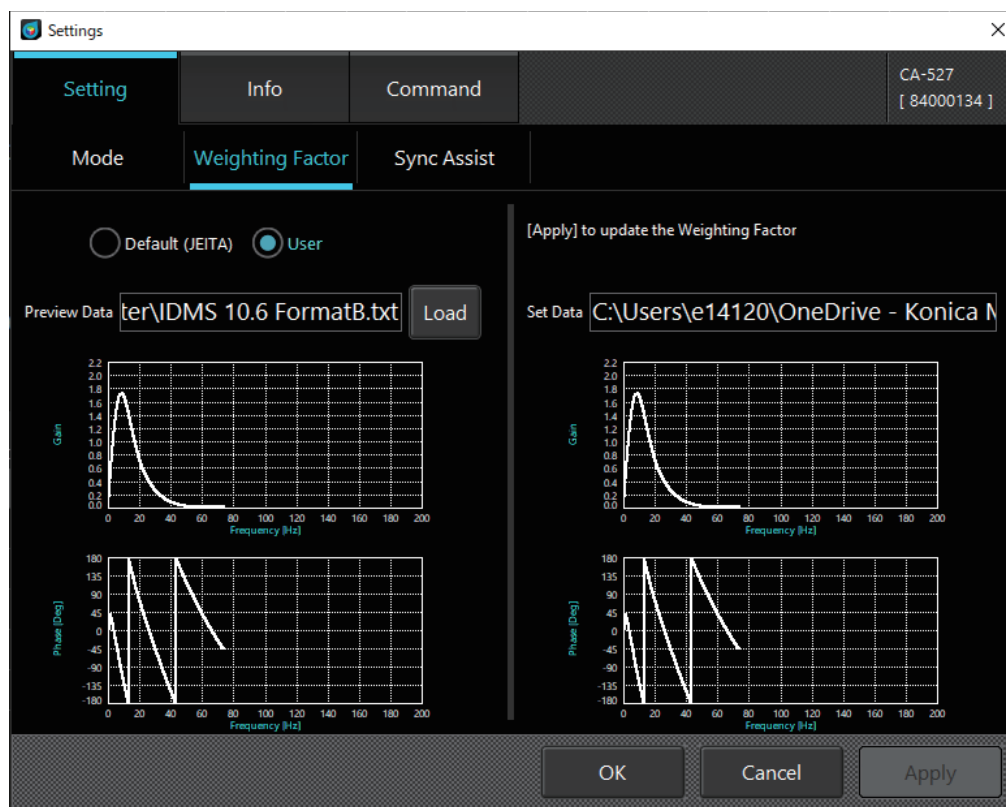 Settings
Setting Info Command CA-527
[ 84000134 ]
Mode Weighting Factor Sync Assist
Default (JEITA) User
[Apply] to update the Weighting Factor
Preview Data ter\IDMS 10.6 FormatB.txt Load
Set Data C:\Users\e14120\OneDrive - Konica M
Gain
2.2
2.0
1.8
1.6
1.4
1.2
1.0
0.8
0.6
0.4
0.2
0.0
0 20 40 60 80 100 120 140 160 180 200
Frequency [Hz]
Phase [Deg]
180
135
90
45
0
-45
-90
-135
-180
0 20 40 60 80 100 120 140 160 180 200
Frequency [Hz]
Gain
2.2
2.0
1.8
1.6
1.4
1.2
1.0
0.8
0.6
0.4
0.2
0.0
0 20 40 60 80 100 120 140 160 180 200
Frequency [Hz]
Phase [Deg]
180
135
90
45
0
-45
-90
-135
-180
0 20 40 60 80 100 120 140 160 180 200
Frequency [Hz]
OK Cancel Apply